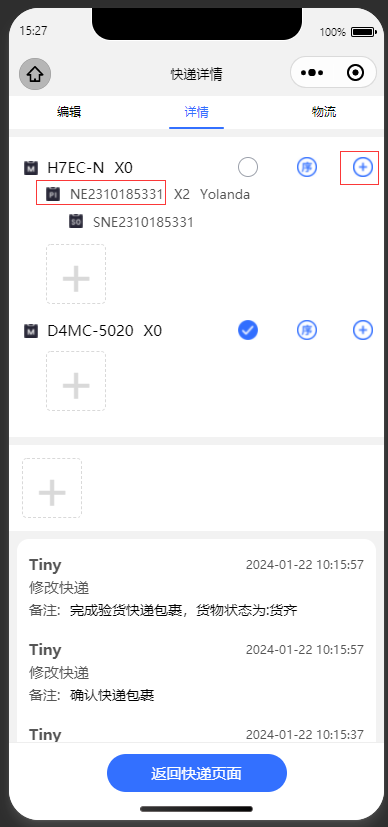 15:27 100%
快递详情
编辑 详情 物流
M H7EC-N X0 序
PI NE2310185331 X2 Yolanda
SO SNE2310185331
M D4MC-5020 X0 序
Tiny 2024-01-22 10:15:57
修改快递
备注: 完成验货快递包裹，货物状态为:货齐
Tiny 2024-01-22 10:15:57
修改快递
备注: 确认快递包裹
Tiny 2024-01-22 10:15:37
返回快递页面